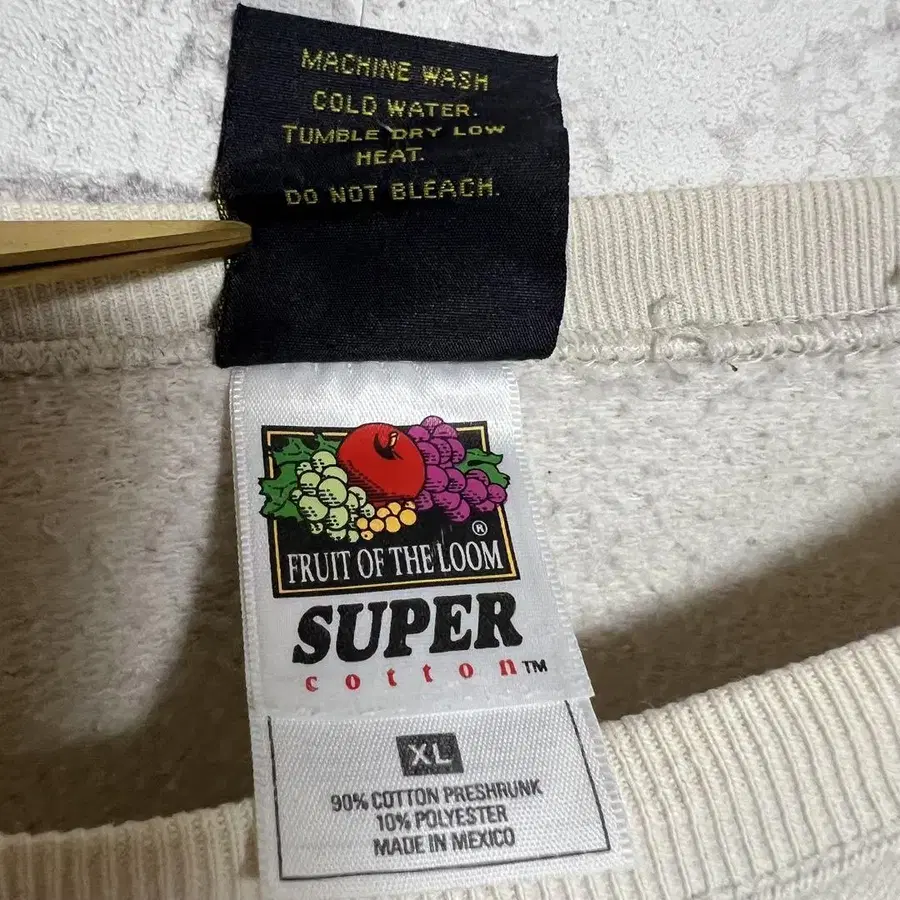 MACHINE WASH
COLD WATER.
TUMBLE DRY LOW
HEAT.
DO NOT BLEACH.
®
FRUIT OF THE LOOM
SUPER
cotton™
XL
90% COTTON PRESHRUNK
10% POLYESTER
MADE IN MEXICO